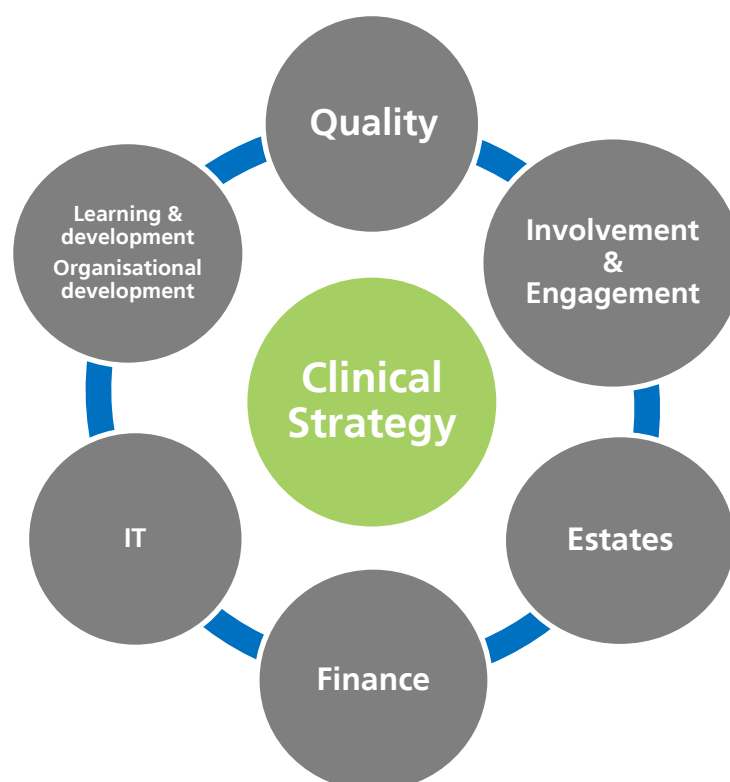 Quality
Involvement
&
Engagement
Estates
Finance
IT
Learning &
development
Organisational
development
Clinical
Strategy